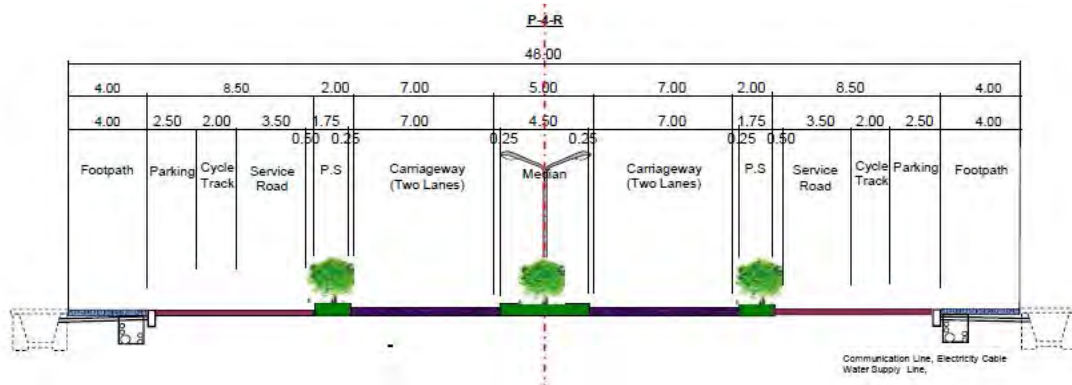 P-4-R
48.00
4.00 8.50 2.00 7.00 5.00 7.00 2.00 8.50 4.00
4.00 2.50 2.00 3.50 1.75 7.00 4.50 7.00 1.75 3.50 2.00 2.50 4.00
0.50 0.25 0.25 0.25 0.25 0.50
Footpath Parking Cycle Track Service Road P.S Carriageway (Two Lanes) Median Carriageway (Two Lanes) P.S Service Road Cycle Track Parking Footpath
Communication Line, Electricity Cable
Water Supply Line,